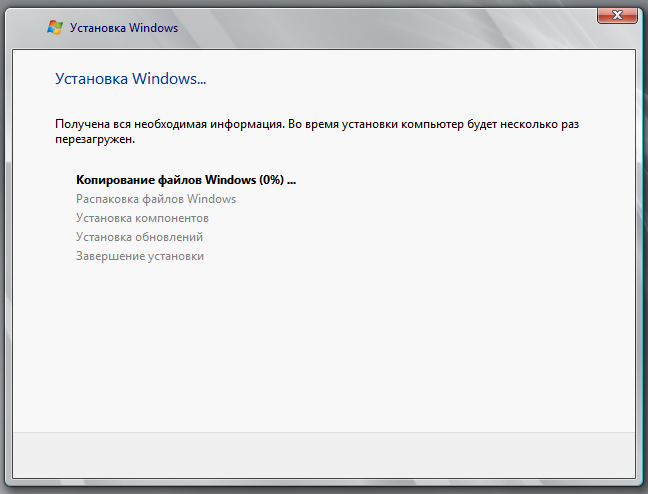 Установка Windows
Установка Windows...
Получена вся необходимая информация. Во время установки компьютер будет несколько раз
перезагружен.
Копирование файлов Windows (0%) ...
Распаковка файлов Windows
Установка компонентов
Установка обновлений
Завершение установки